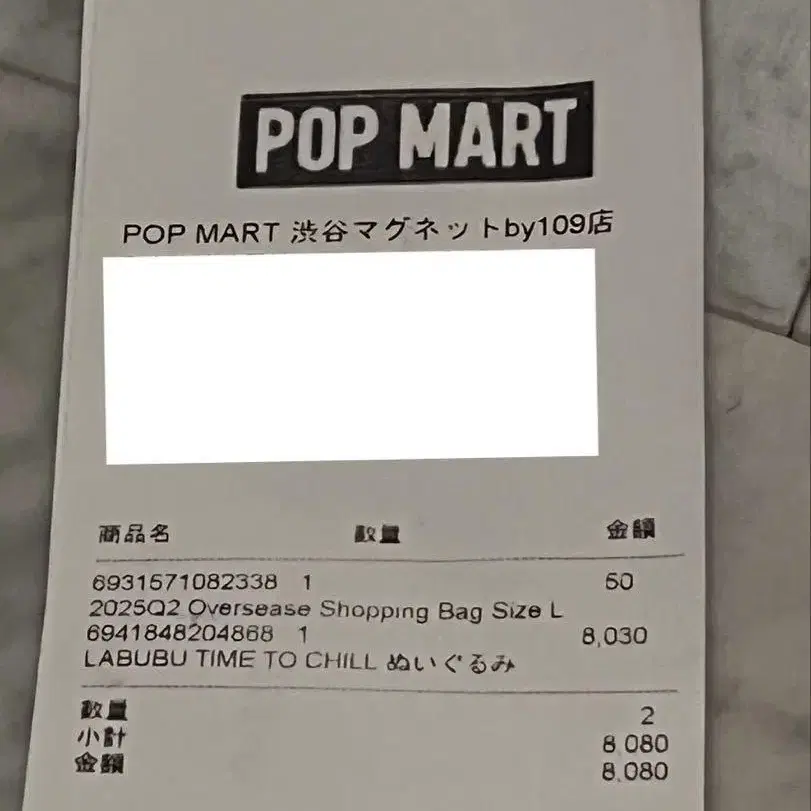 POP MART
POP MART 渋谷マグネットby109店
商品名 数量 金額
6931571082338 1 50
2025Q2 Oversease Shopping Bag Size L
6941848204868 1 8,030
LABUBU TIME TO CHILL ぬいぐるみ
数量 2
小計 8,080
金額 8,080